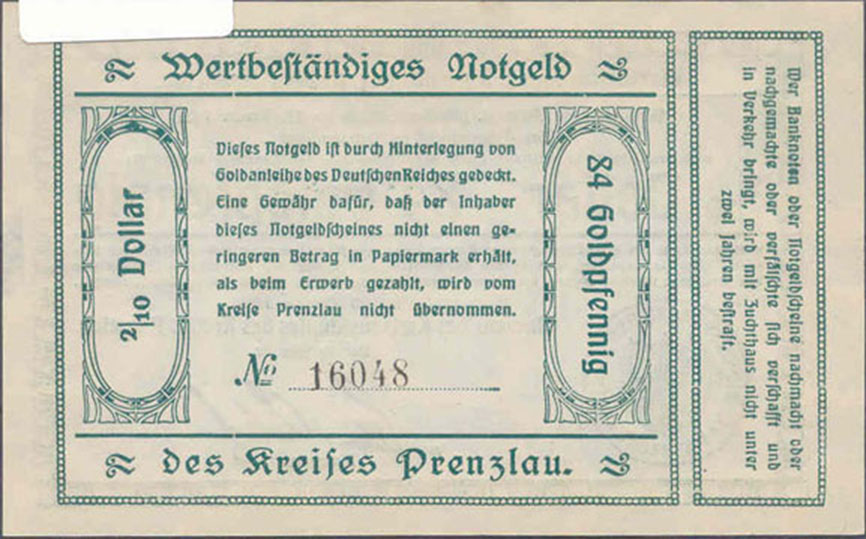 Wertbeständiges Notgeld
2/10 Dollar
Dieses Notgeld ist durch Hinterlegung von
Goldanleihe des Deutschen Reiches gedeckt.
Eine Gewähr dafür, daß der Inhaber
dieses Notgeldscheines nicht einen ge-
ringeren Betrag in Papiermark erhält,
als beim Erwerb gezahlt, wird vom
Kreise Prenzlau nicht übernommen.
No 16048
84 Goldpfennig
des Kreises Prenzlau.
Wer Banknoten oder Notgeldscheine nachmacht oder
nachgemachte oder verfälschte sich verschafft und
in Verkehr bringt, wird mit Zuchthaus nicht unter
zwei Jahren bestraft.